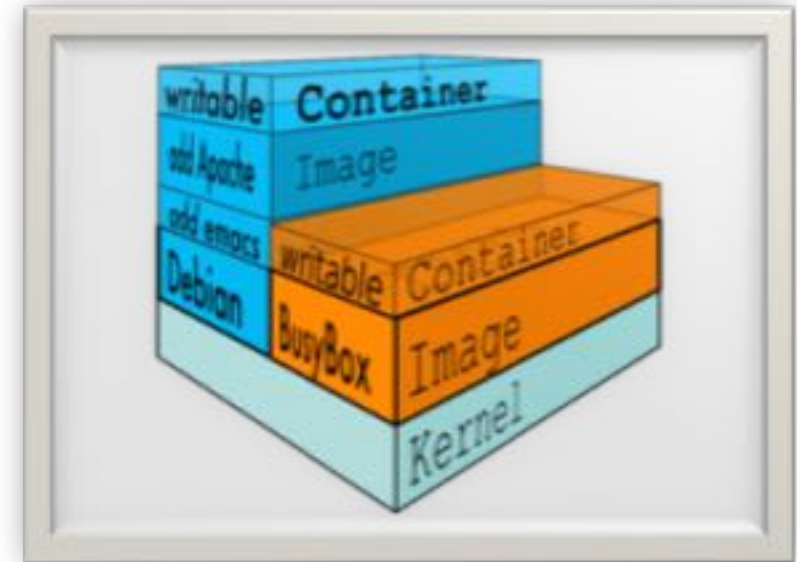 writable Container
add Apache Image
add emacs
Debian
writable Container
BusyBox Image
Kernel